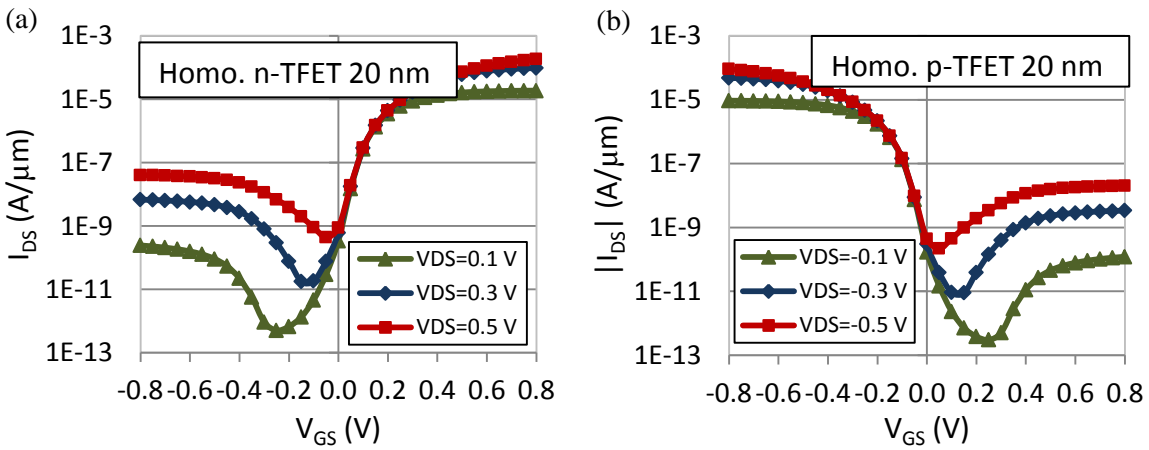 (a)
Homo. n-TFET 20 nm
1E-3
1E-5
1E-7
1E-9
1E-11
1E-13
I_DS (A/μm)
VDS=0.1 V
VDS=0.3 V
VDS=0.5 V
-0.8 -0.6 -0.4 -0.2 0.0 0.2 0.4 0.6 0.8
V_GS (V)
(b)
Homo. p-TFET 20 nm
1E-3
1E-5
1E-7
1E-9
1E-11
1E-13
|I_DS| (A/μm)
VDS=-0.1 V
VDS=-0.3 V
VDS=-0.5 V
-0.8 -0.6 -0.4 -0.2 0.0 0.2 0.4 0.6 0.8
V_GS (V)